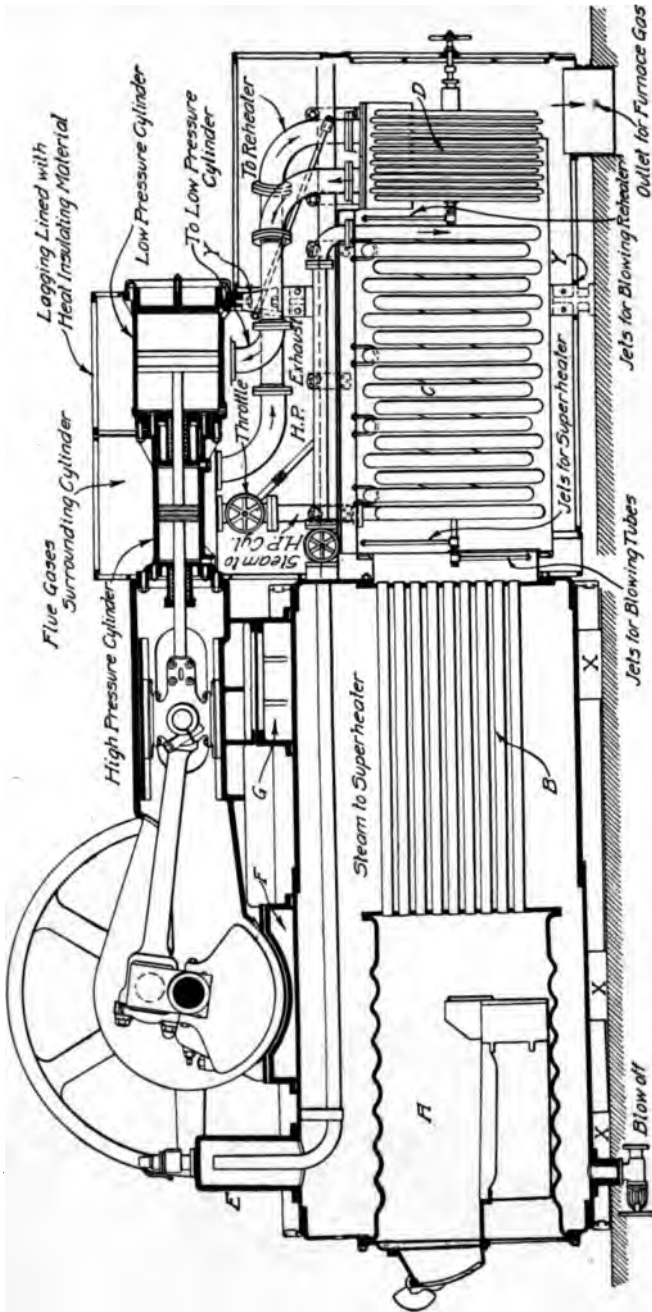 Lagging Lined with
Heat Insulating Material
Low Pressure Cylinder
To Low Pressure
Cylinder
To Reheater
Flue Gases
Surrounding Cylinder
High Pressure Cylinder
Throttle
H.P. Exhaust
Steam to
H.P. Cyl.
Y
D
C
E
F
G
Steam to Superheater
A
B
Y
X
X
X
Blow off
Jets for Blowing Tubes
Jets for Superheater
Jets for Blowing Reheater
Outlet for Furnace Gas